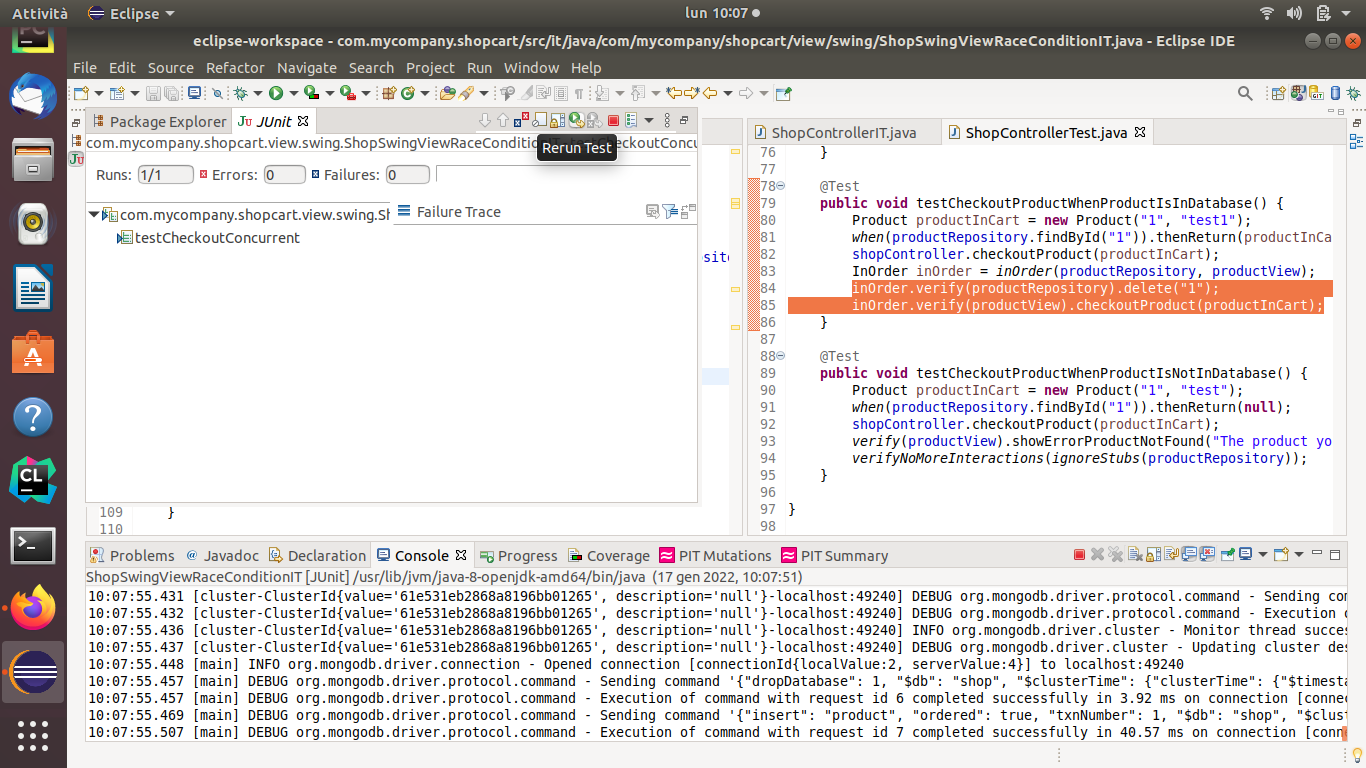 Attività
Eclipse
lun 10:07
eclipse-workspace - com.mycompany.shopcart/src/it/java/com/mycompany/shopcart/view/swing/ShopSwingViewRaceConditionIT.java - Eclipse IDE
File Edit Source Refactor Navigate Search Project Run Window Help
Package Explorer
JUnit
com.mycompany.shopcart.view.swing.ShopSwingViewRaceConditionIT
Rerun Test
Runs: 1/1 Errors: 0 Failures: 0
com.mycompany.shopcart.view.swing.Sh
Failure Trace
testCheckoutConcurrent
109 }
110
ShopControllerIT.java
ShopControllerTest.java
76 }
77
78 @Test
79 public void testCheckoutProductWhenProductIsInDatabase() {
80 Product productInCart = new Product("1", "test1");
81 when(productRepository.findById("1")).thenReturn(productInCa
82 shopController.checkoutProduct(productInCart);
83 InOrder inOrder = inOrder(productRepository, productView);
84 inOrder.verify(productRepository).delete("1");
85 inOrder.verify(productView).checkoutProduct(productInCart);
86 }
87
88 @Test
89 public void testCheckoutProductWhenProductIsNotInDatabase() {
90 Product productInCart = new Product("1", "test");
91 when(productRepository.findById("1")).thenReturn(null);
92 shopController.checkoutProduct(productInCart);
93 verify(productView).showErrorProductNotFound("The product yo
94 verifyNoMoreInteractions(ignoreStubs(productRepository));
95 }
96
97 }
98
Problems Javadoc Declaration Console Progress Coverage PIT Mutations PIT Summary
ShopSwingViewRaceConditionIT [JUnit] /usr/lib/jvm/java-8-openjdk-amd64/bin/java (17 gen 2022, 10:07:51)
10:07:55.431 [cluster-ClusterId{value='61e531eb2868a8196bb01265', description='null'}-localhost:49240] DEBUG org.mongodb.driver.protocol.command - Sending com
10:07:55.432 [cluster-ClusterId{value='61e531eb2868a8196bb01265', description='null'}-localhost:49240] DEBUG org.mongodb.driver.protocol.command - Execution o
10:07:55.436 [cluster-ClusterId{value='61e531eb2868a8196bb01265', description='null'}-localhost:49240] INFO org.mongodb.driver.cluster - Monitor thread succes
10:07:55.437 [cluster-ClusterId{value='61e531eb2868a8196bb01265', description='null'}-localhost:49240] DEBUG org.mongodb.driver.cluster - Updating cluster des
10:07:55.448 [main] INFO org.mongodb.driver.connection - Opened connection [connectionId{localValue:2, serverValue:4}] to localhost:49240
10:07:55.457 [main] DEBUG org.mongodb.driver.protocol.command - Sending command '{"dropDatabase": 1, "$db": "shop", "$clusterTime": {"clusterTime": {"$timesta
10:07:55.457 [main] DEBUG org.mongodb.driver.protocol.command - Execution of command with request id 6 completed successfully in 3.92 ms on connection [connec
10:07:55.469 [main] DEBUG org.mongodb.driver.protocol.command - Sending command '{"insert": "product", "ordered": true, "txnNumber": 1, "$db": "shop", "$clust
10:07:55.507 [main] DEBUG org.mongodb.driver.protocol.command - Execution of command with request id 7 completed successfully in 40.57 ms on connection [conn